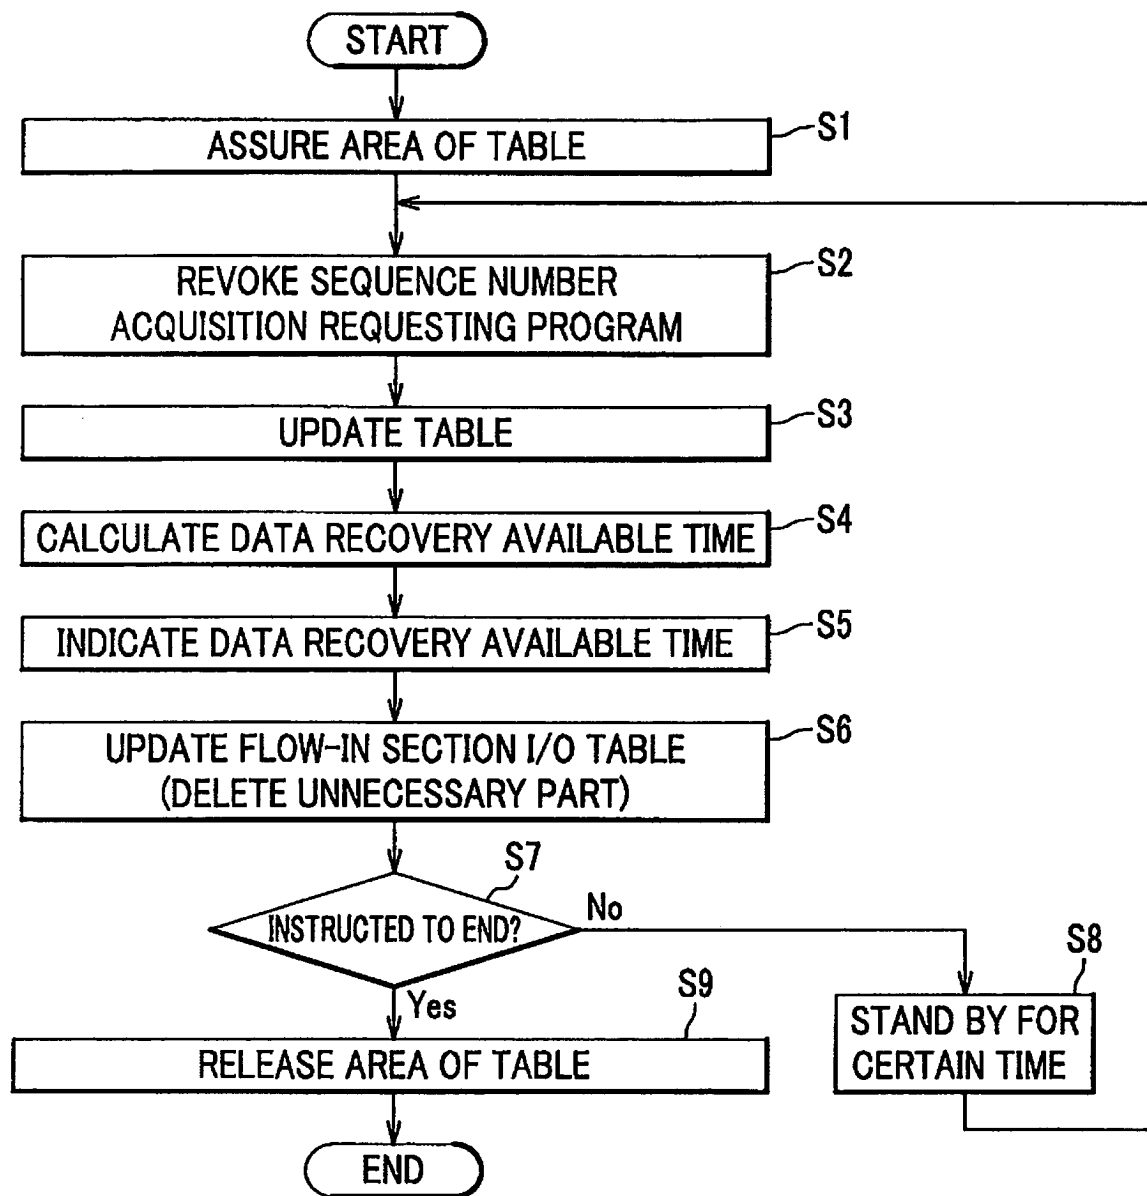 START
ASSURE AREA OF TABLE
S1
REVOKE SEQUENCE NUMBER
ACQUISITION REQUESTING PROGRAM
S2
UPDATE TABLE
S3
CALCULATE DATA RECOVERY AVAILABLE TIME
S4
INDICATE DATA RECOVERY AVAILABLE TIME
S5
UPDATE FLOW-IN SECTION I/O TABLE
(DELETE UNNECESSARY PART)
S6
S7
INSTRUCTED TO END?
No
Yes
S8
STAND BY FOR
CERTAIN TIME
S9
RELEASE AREA OF TABLE
END